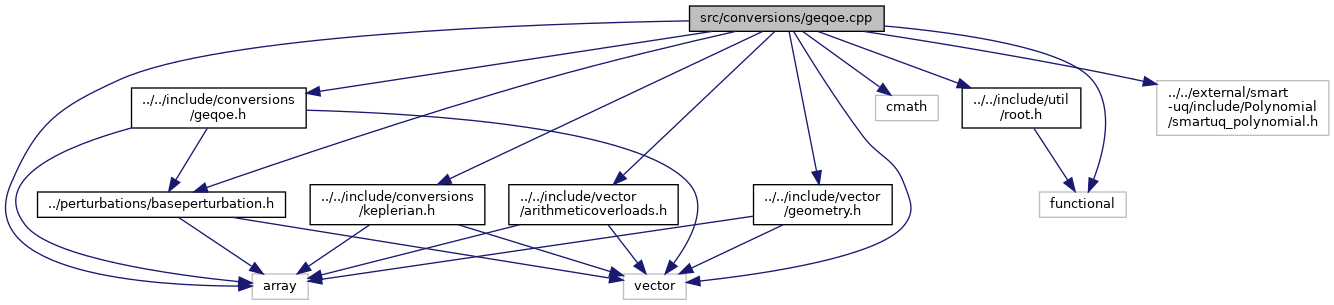 src/conversions/geqoe.cpp
../../include/conversions
/geqoe.h
cmath
../../include/util
/root.h
../../external/smart
-uq/include/Polynomial
/smartuq_polynomial.h
../perturbations/baseperturbation.h
../../include/conversions
/keplerian.h
../../include/vector
/arithmeticoverloads.h
../../include/vector
/geometry.h
functional
array
vector